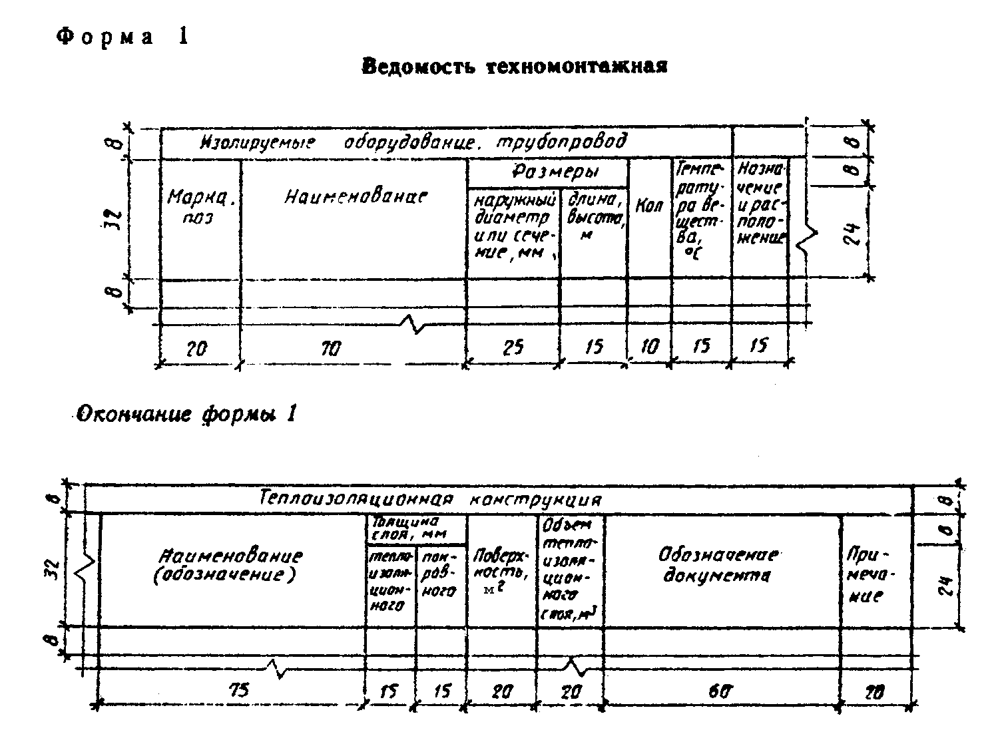 Форма 1
Ведомость техномонтажная
8
Изолируемые оборудование. трубопровод
8
32
Марка.
поз
Наименование
Размеры
наружный
диаметр
или сече-
ние, мм
длина,
высота,
м
Кол
Темпе-
рату-
ра ве-
щест-
ва,
°С
Назна-
чение
и рас-
поло-
жение
8
24
8
20
70
25
15
10
15
15
Окончание формы 1
8
Теплоизоляционная конструкция
8
32
Наименование
(обозначение)
Толщина
слоя, мм
тепло-
изоля-
цион-
ного
пок-
ров-
ного
Поверх-
ность,
м2
Объем
тепло-
изоля-
цион-
ного
слоя, м3
Обозначение
документа
При-
меча-
ние
8
24
8
75
15
15
20
20
60
20